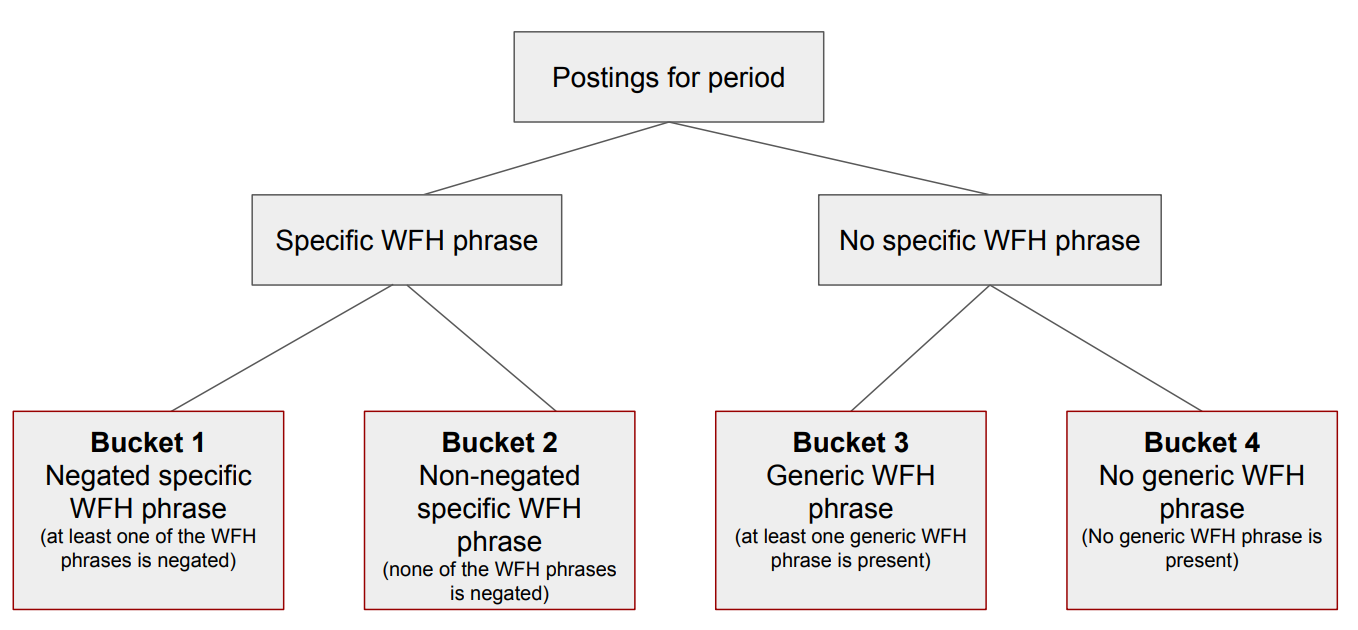 Postings for period
Specific WFH phrase
No specific WFH phrase
Bucket 1
Negated specific
WFH phrase
(at least one of the WFH
phrases is negated)
Bucket 2
Non-negated
specific WFH
phrase
(none of the WFH phrases
is negated)
Bucket 3
Generic WFH
phrase
(at least one generic WFH
phrase is present)
Bucket 4
No generic WFH
phrase
(No generic WFH phrase is
present)